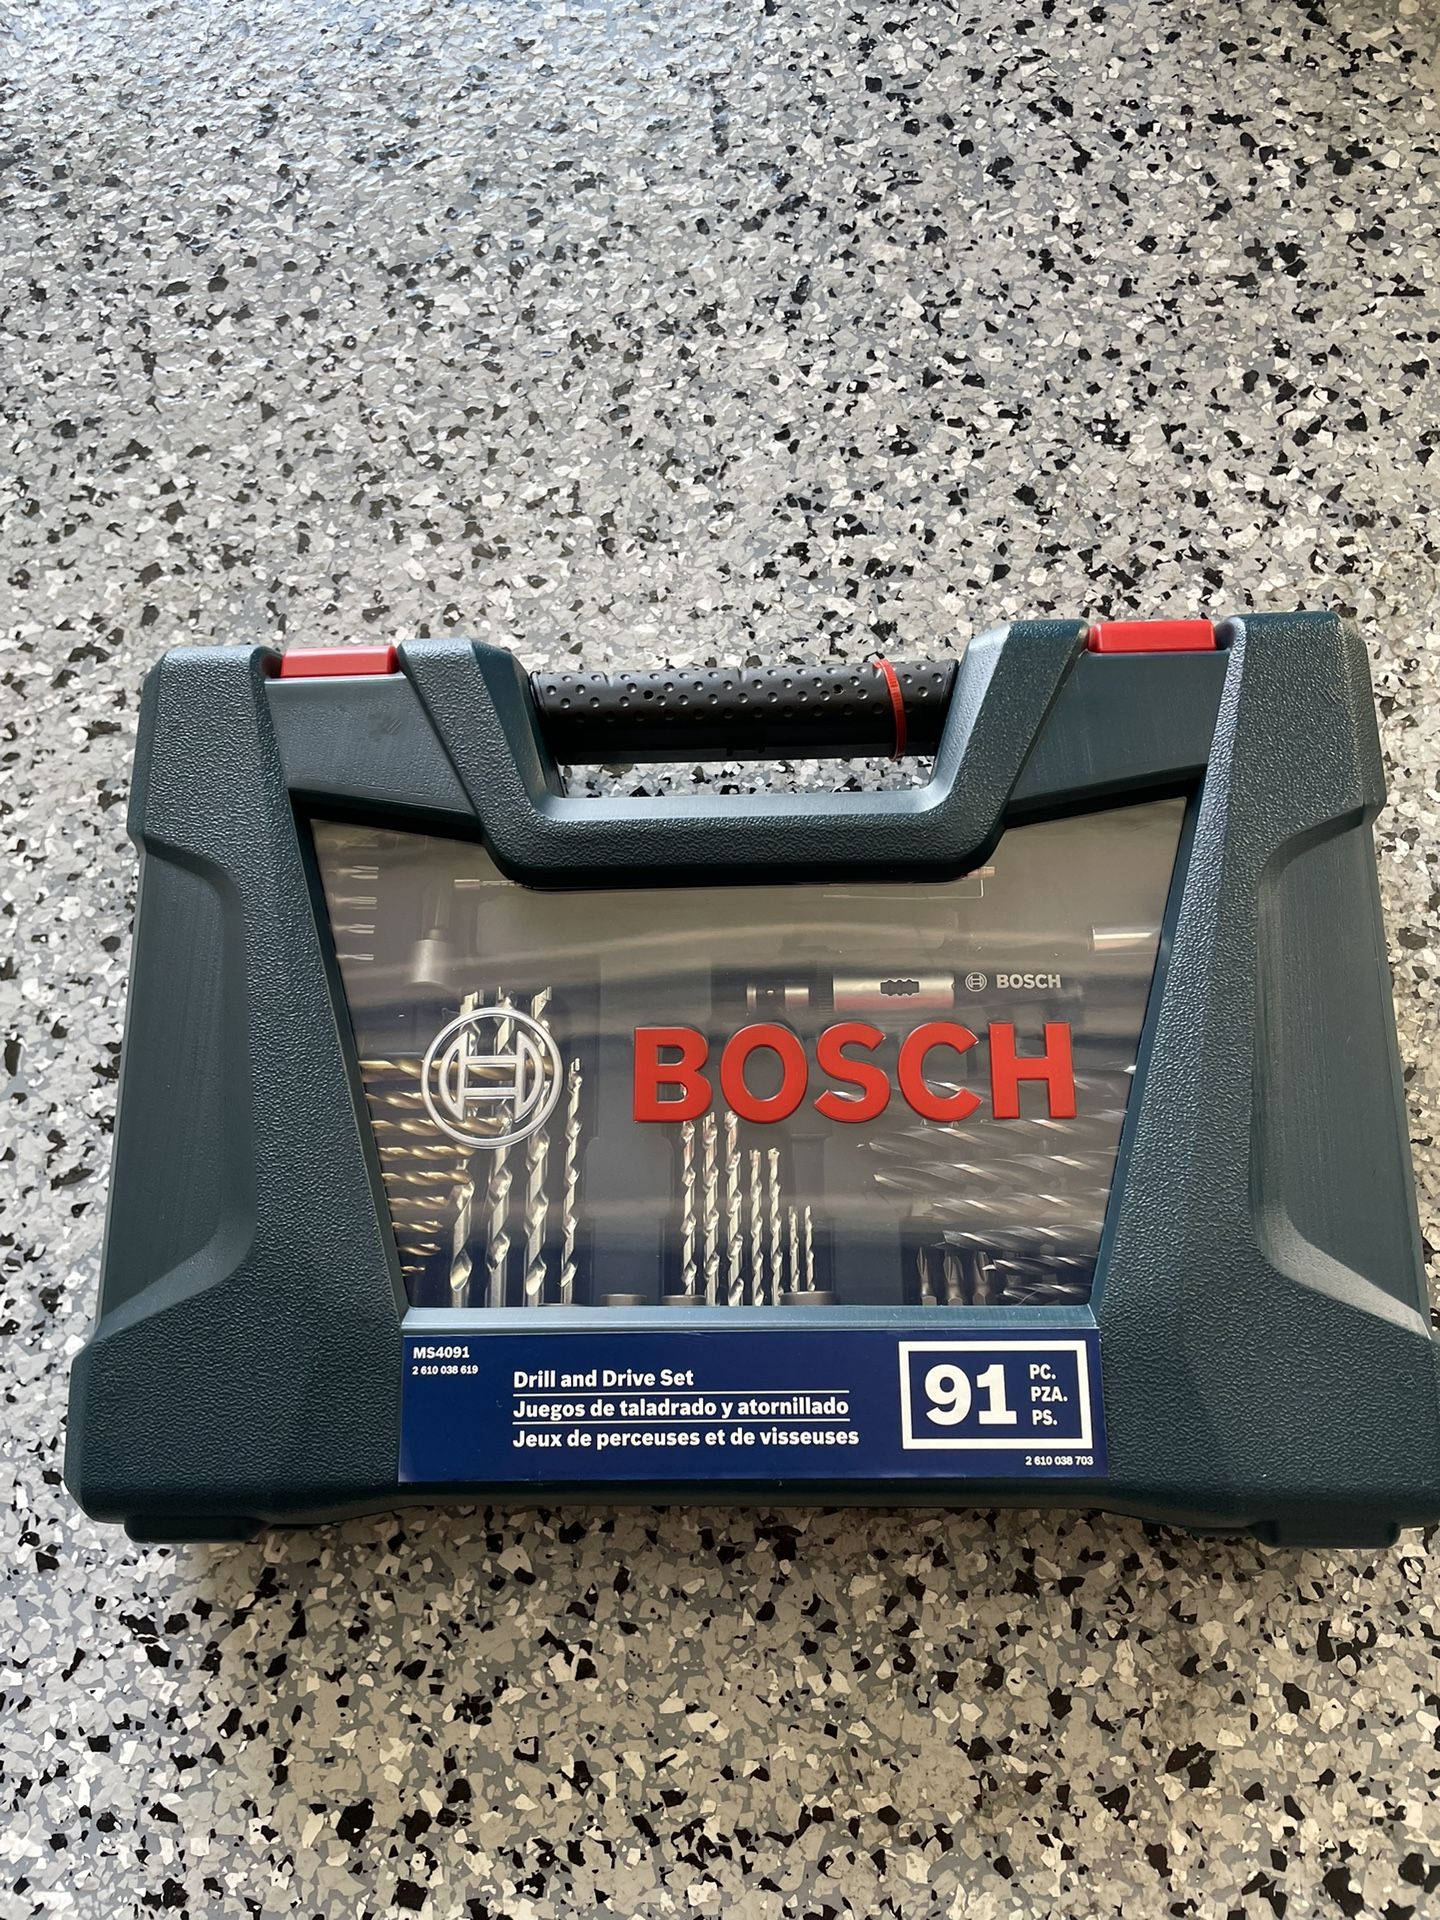 BOSCH
BOSCH
MS4091
2 610 038 619
Drill and Drive Set
Juegos de taladrado y atornillado
Jeux de perceuses et de visseuses
91
PC.
PZA.
PS.
2 610 038 703